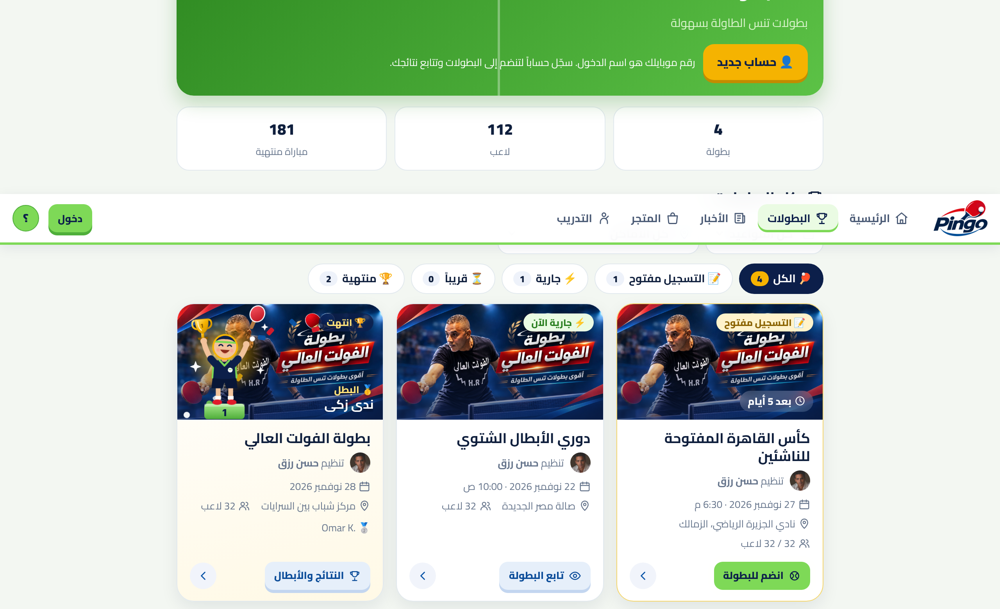 بطولات تنس الطاولة بسهولة
👤 حساب جديد
رقم موبايلك هو اسم الدخول. سجّل حساباً لتنضم إلى البطولات وتتابع نتائجك.
4
بطولة
112
لاعب
181
مباراة منتهية
Pingo
الرئيسية
البطولات
الأخبار
المتجر
التدريب
دخول
؟
🏓 الكل 4
📝 التسجيل مفتوح 1
⚡ جارية 1
⏳ قريباً 0
🏆 منتهية 2
📝 التسجيل مفتوح
بطولة
الفولت العالي
أقوى بطولات تنس الطاولة
الفولت العالي
H.R
بعد 5 أيام
كأس القاهرة المفتوحة للناشئين
تنظيم حسن رزق
27 نوفمبر 2026 · 6:30 م
نادي الجزيرة الرياضي، الزمالك
32 / 32 لاعب
انضم للبطولة
⚡ جارية الآن
بطولة
الفولت العالي
أقوى بطولات تنس الطاولة
الفولت العالي
H.R
دوري الأبطال الشتوي
تنظيم حسن رزق
22 نوفمبر 2026 · 10:00 ص
صالة مصر الجديدة
32 لاعب
تابع البطولة
🏆 انتهت
بطولة
الفولت العالي
أقوى بطولات تنس الطاولة
H.R
🥇 البطل
ندى زكى
1
بطولة الفولت العالي
تنظيم حسن رزق
28 نوفمبر 2026
مركز شباب بين السرايات
32 لاعب
🥈 Omar K.
النتائج والأبطال